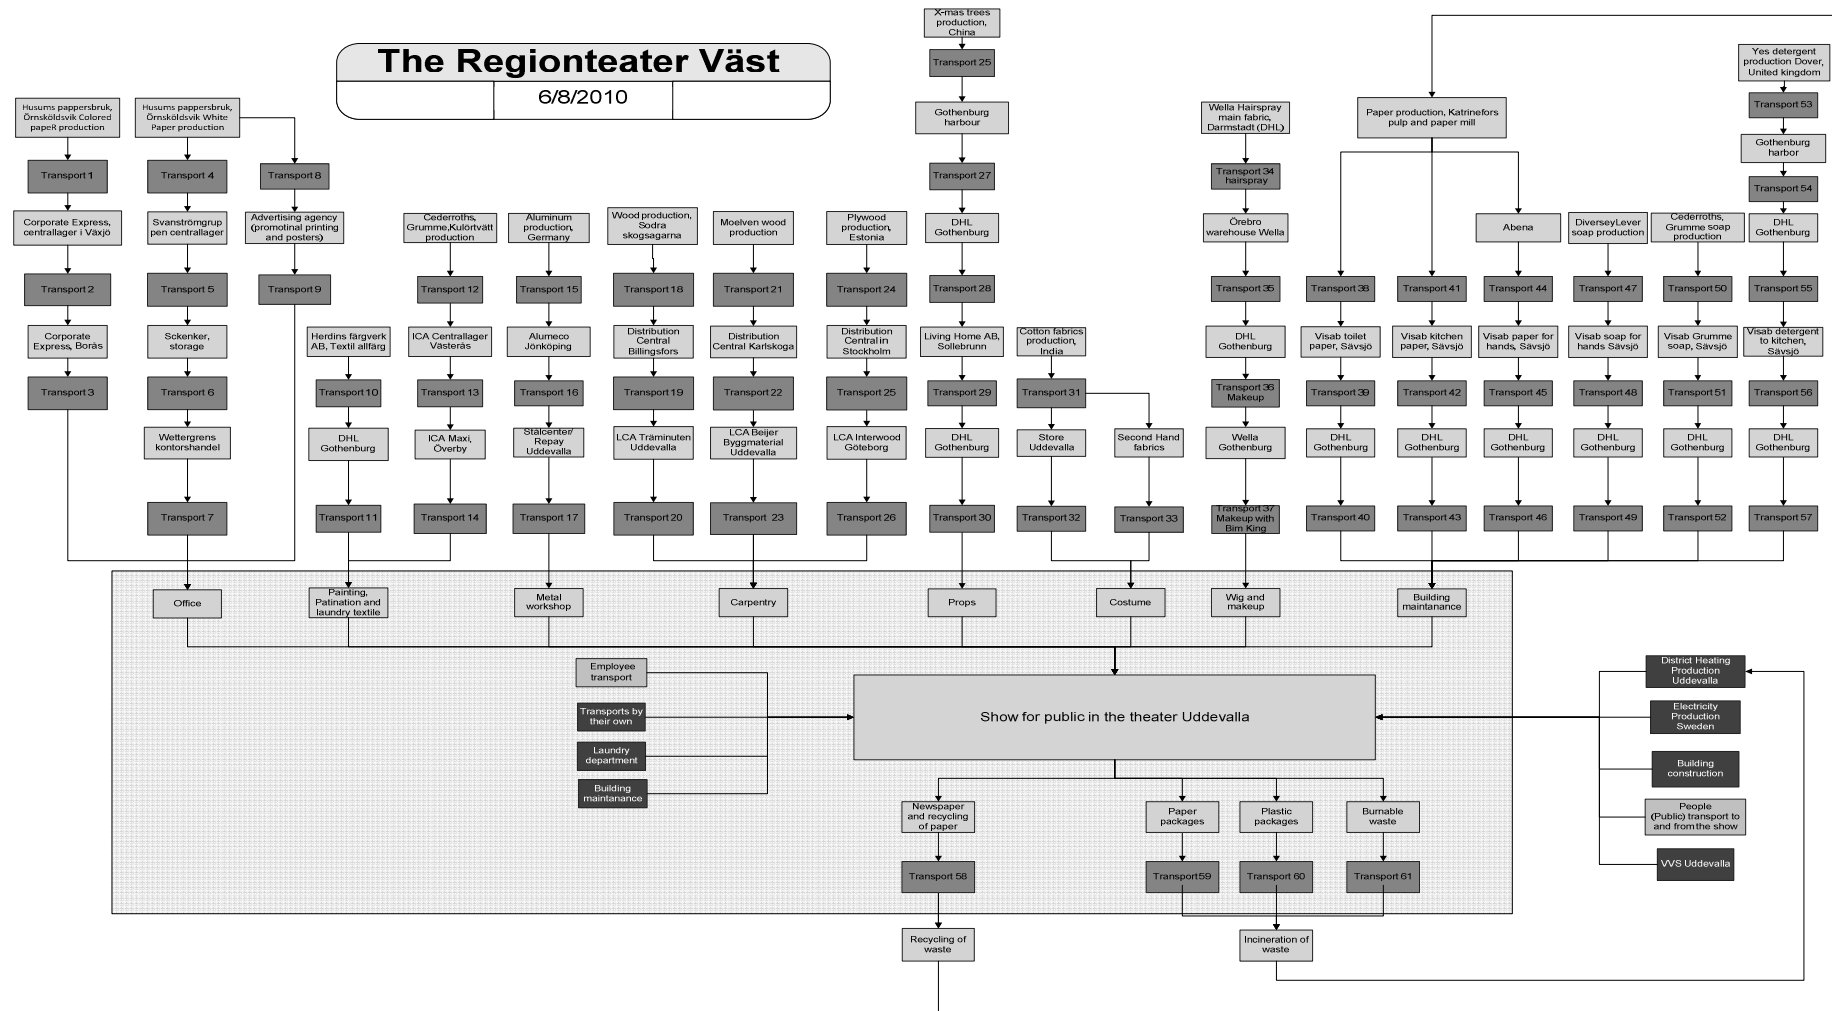 The Regionteater Väst
6/8/2010
X-mas trees
production,
China
Transport 25
Gothenburg
harbour
Transport 27
DHL
Gothenburg
Transport 28
Living Home AB,
Sollebrunn
Transport 29
DHL
Gothenburg
Transport 30
Husums pappersbruk,
Örnsköldsvik Colored
papeR production
Transport 1
Corporate Express,
centrallager i Växjö
Transport 2
Corporate
Express, Borås
Transport 3
Husums pappersbruk,
Örnsköldsvik White
Paper production
Transport 4
Svanströmgrup
pen centrallager
Transport 5
Sckenker,
storage
Transport 6
Wettergrens
kontorshandel
Transport 7
Transport 8
Advertising agency
(promotinal printing
and posters)
Transport 9
Herdins färgverk
AB, Textil allfärg
Transport 10
DHL
Gothenburg
Transport 11
Cederroths,
Grumme,Kulörtvätt
production
Transport 12
ICA Centrallager
Västerås
Transport 13
ICA Maxi,
Överby
Transport 14
Aluminum
production,
Germany
Transport 15
Alumeco
Jönköping
Transport 16
Stålcenter/
Repay
Uddevalla
Transport 17
Wood production,
Sodra
skogsagarna
Transport 18
Distribution
Central
Billingsfors
Transport 19
LCA Träminuten
Uddevalla
Transport 20
Moelven wood
production
Transport 21
Distribution
Central Karlskoga
Transport 22
LCA Beijer
Byggmaterial
Uddevalla
Transport 23
Plywood
production,
Estonia
Transport 24
Distribution
Central in
Stockholm
Transport 25
LCA Interwood
Göteborg
Transport 26
Cotton fabrics
production,
India
Transport 31
Store
Uddevalla
Transport 32
Second Hand
fabrics
Transport 33
Wella Hairspray
main fabric,
Darmstadt (DHL)
Transport 34
hairspray
Örebro
warehouse Wella
Transport 35
DHL
Gothenburg
Transport 36
Makeup
Wella
Gothenburg
Transport 37
Makeup with
Bim King
Paper production, Katrinefors
pulp and paper mill
Transport 38
Visab toilet
paper, Sävsjö
Transport 39
DHL
Gothenburg
Transport 40
Transport 41
Visab kitchen
paper, Sävsjö
Transport 42
DHL
Gothenburg
Transport 43
Abena
Transport 44
Visab paper for
hands, Sävsjö
Transport 45
DHL
Gothenburg
Transport 46
DiverseyLever
soap production
Transport 47
Visab soap for
hands Sävsjö
Transport 48
DHL
Gothenburg
Transport 49
Cederroths,
Grumme soap
production
Transport 50
Visab Grumme
soap, Sävsjö
Transport 51
DHL
Gothenburg
Transport 52
Yes detergent
production Dover,
United kingdom
Transport 53
Gothenburg
harbor
Transport 54
DHL
Gothenburg
Transport 55
Visab detergent
to kitchen,
Sävsjö
Transport 56
DHL
Gothenburg
Transport 57
Office
Painting,
Patination and
laundry textile
Metal
workshop
Carpentry
Props
Costume
Wig and
makeup
Building
maintanance
Employee
transport
Transports by
their own
Laundry
department
Building
maintanance
Show for public in the theater Uddevalla
District Heating
Production
Uddevalla
Electricity
Production
Sweden
Building
construction
People
(Public) transport to
and from the show
VVS Uddevalla
Newspaper
and recycling
of paper
Paper
packages
Plastic
packages
Burnable
waste
Transport 58
Transport59
Transport 60
Transport 61
Recycling of
waste
Incineration of
waste